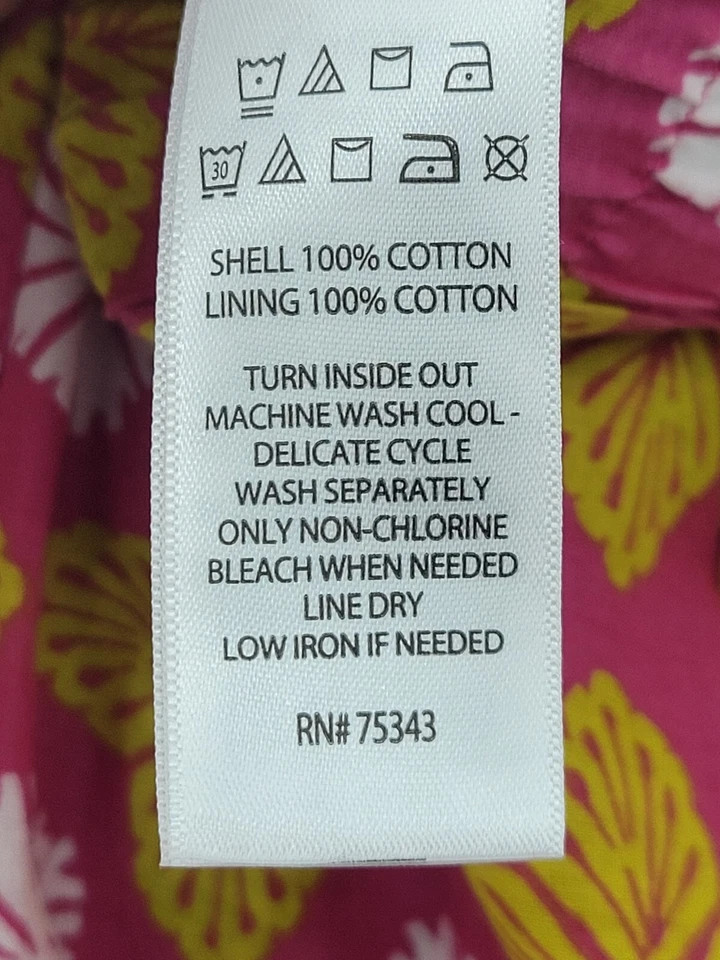 30
SHELL 100% COTTON
LINING 100% COTTON
TURN INSIDE OUT
MACHINE WASH COOL -
DELICATE CYCLE
WASH SEPARATELY
ONLY NON-CHLORINE
BLEACH WHEN NEEDED
LINE DRY
LOW IRON IF NEEDED
RN# 75343